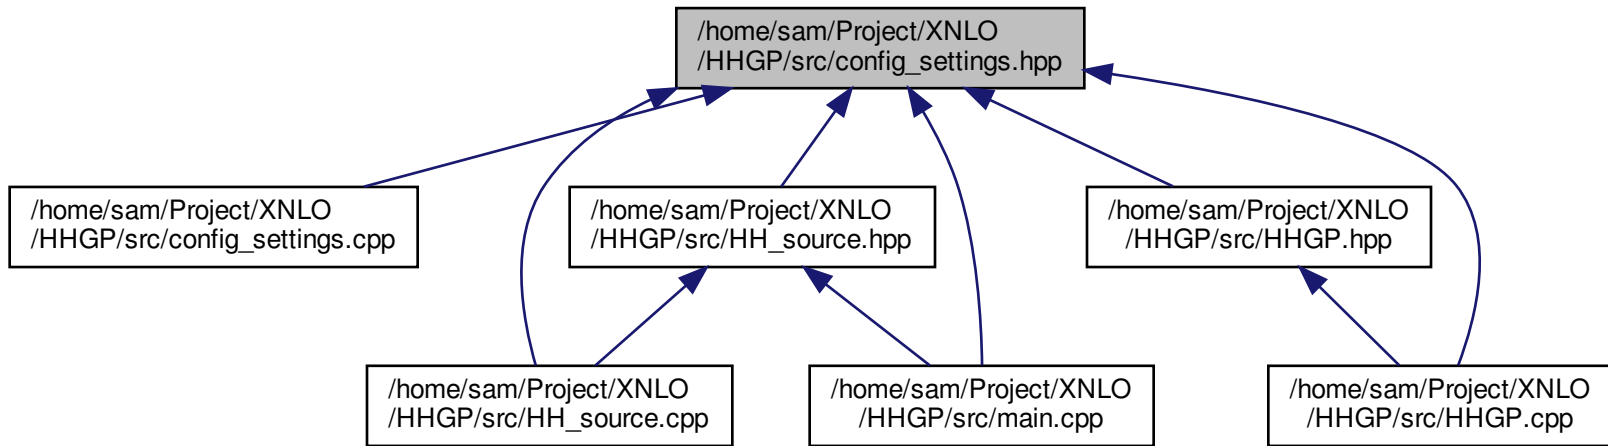 /home/sam/Project/XNLO
/HHGP/src/config_settings.hpp
/home/sam/Project/XNLO
/HHGP/src/config_settings.cpp
/home/sam/Project/XNLO
/HHGP/src/HH_source.hpp
/home/sam/Project/XNLO
/HHGP/src/HHGP.hpp
/home/sam/Project/XNLO
/HHGP/src/HH_source.cpp
/home/sam/Project/XNLO
/HHGP/src/main.cpp
/home/sam/Project/XNLO
/HHGP/src/HHGP.cpp